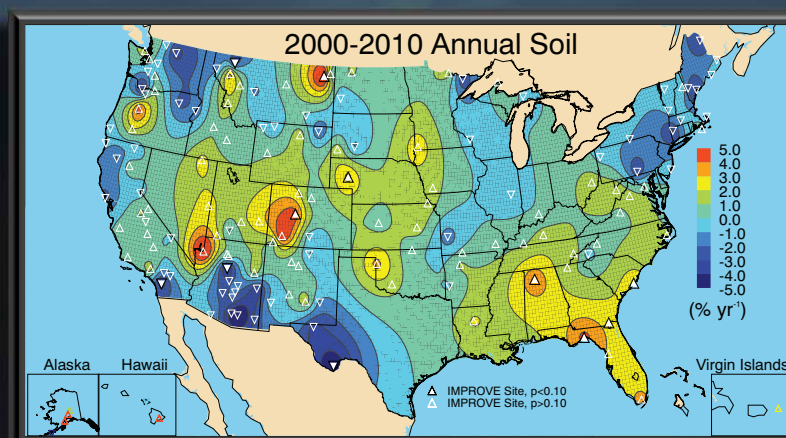 2000-2010 Annual Soil
5.0
4.0
3.0
2.0
1.0
0.0
-1.0
-2.0
-3.0
-4.0
-5.0
(% yr-1)
Alaska
Hawaii
Virgin Islands
IMPROVE Site, p<0.10
IMPROVE Site, p>0.10